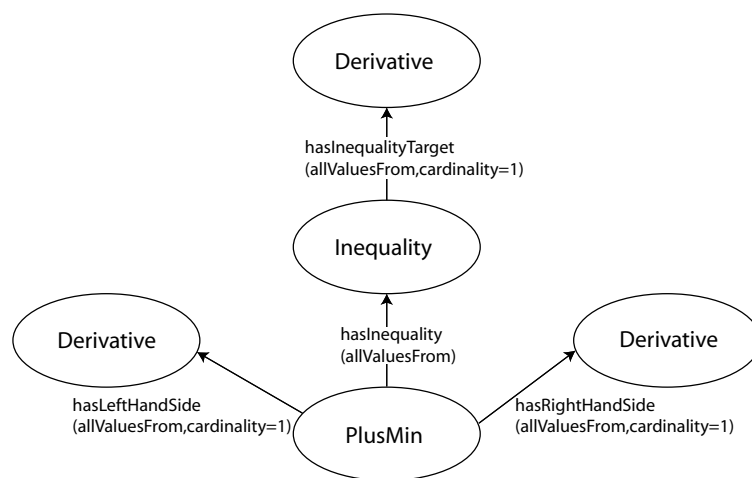 Derivative
hasInequalityTarget
(allValuesFrom,cardinality=1)
Inequality
hasInequality
(allValuesFrom)
Derivative
Derivative
hasLeftHandSide
(allValuesFrom,cardinality=1)
hasRightHandSide
(allValuesFrom,cardinality=1)
PlusMin